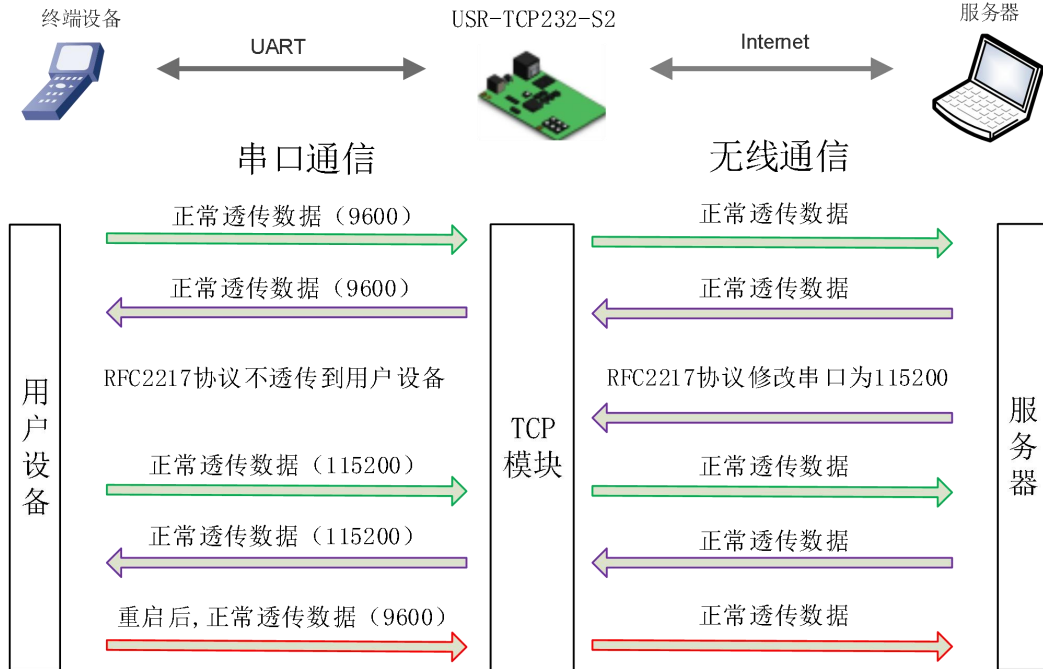 终端设备
USR-TCP232-S2
服务器
UART
Internet
串口通信
无线通信
正常透传数据（9600）
正常透传数据
正常透传数据（9600）
正常透传数据
RFC2217协议不透传到用户设备
RFC2217协议修改串口为115200
用户设备
TCP
模块
服务器
正常透传数据（115200）
正常透传数据
正常透传数据（115200）
正常透传数据
重启后,正常透传数据（9600）
正常透传数据